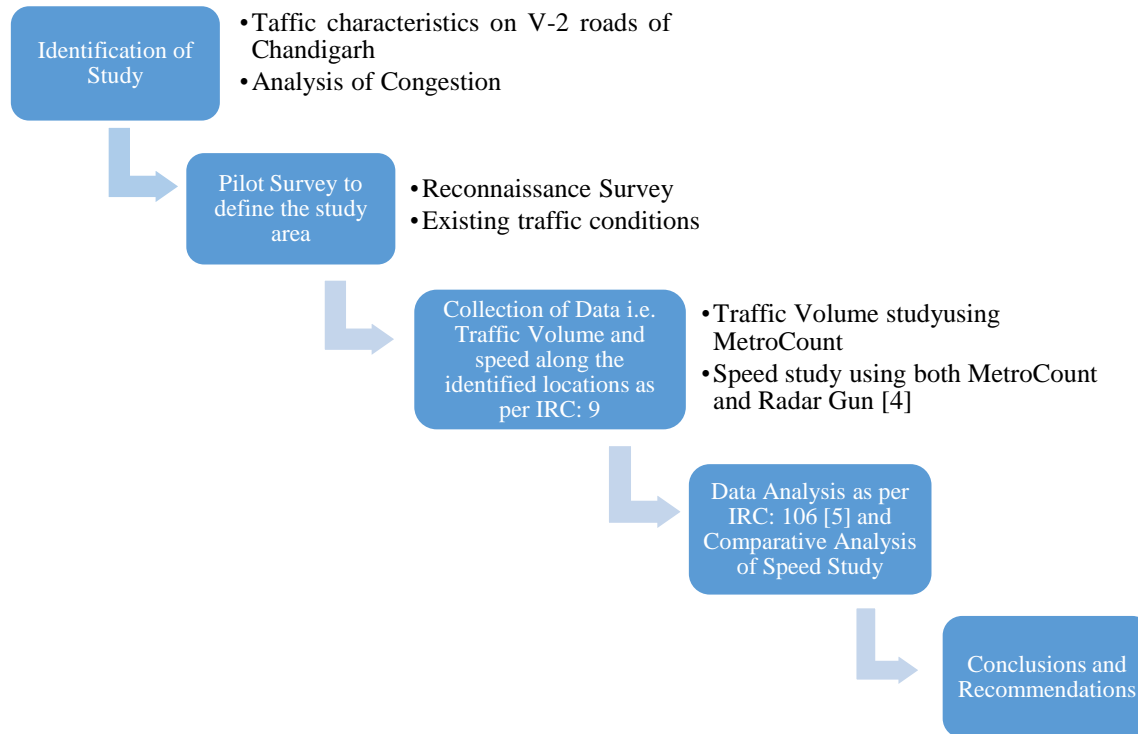 Identification of
Study
•Taffic characteristics on V-2 roads of
Chandigarh
•Analysis of Congestion
Pilot Survey to
define the study
area
•Reconnaissance Survey
•Existing traffic conditions
Collection of Data i.e.
Traffic Volume and
speed along the
identified locations as
per IRC: 9
•Traffic Volume studyusing
MetroCount
•Speed study using both MetroCount
and Radar Gun [4]
Data Analysis as per
IRC: 106 [5] and
Comparative Analysis
of Speed Study
Conclusions and
Recommendations